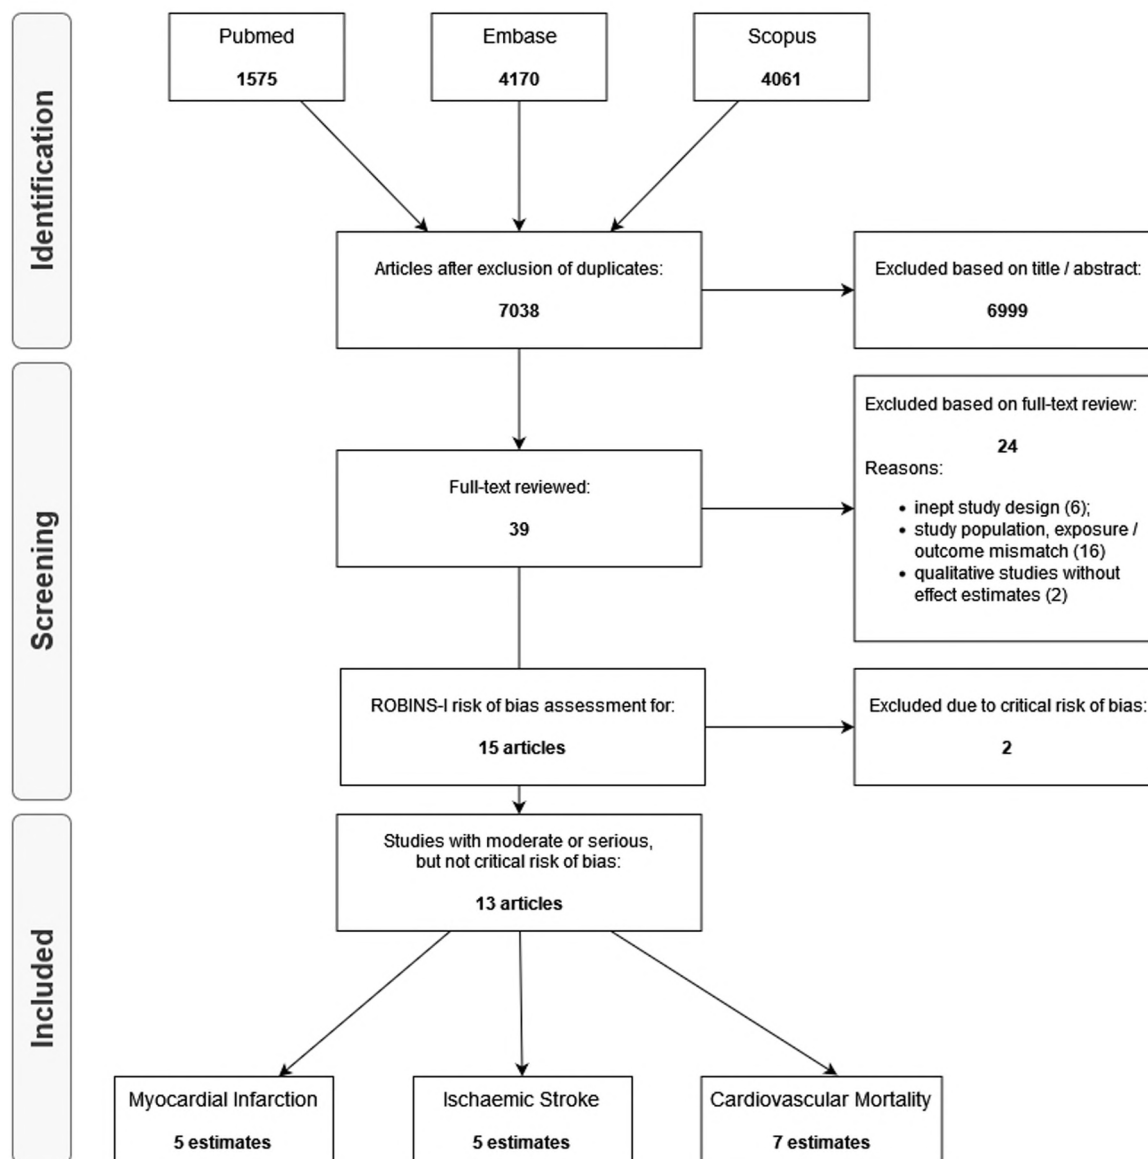 Identification
Pubmed
1575
Embase
4170
Scopus
4061
Articles after exclusion of duplicates:
7038
Excluded based on title / abstract:
6999
Screening
Full-text reviewed:
39
Excluded based on full-text review:
24
Reasons:
• inept study design (6);
• study population, exposure /
outcome mismatch (16)
• qualitative studies without
effect estimates (2)
ROBINS-I risk of bias assessment for:
15 articles
Excluded due to critical risk of bias:
2
Included
Studies with moderate or serious,
but not critical risk of bias:
13 articles
Myocardial Infarction
5 estimates
Ischaemic Stroke
5 estimates
Cardiovascular Mortality
7 estimates